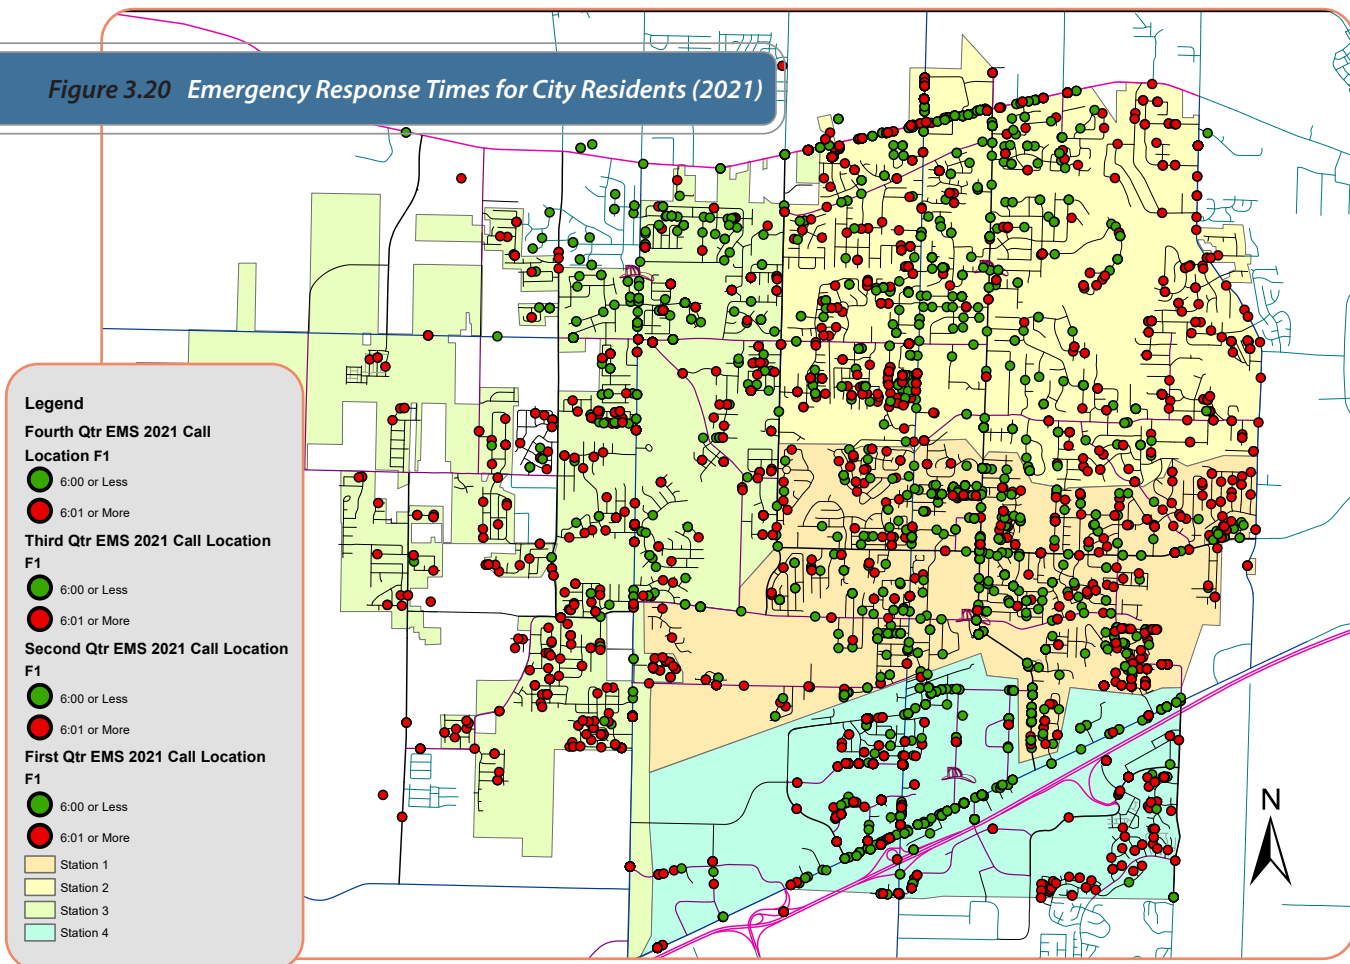 Figure 3.20 Emergency Response Times for City Residents (2021)
Legend
Fourth Qtr EMS 2021 Call
Location F1
6:00 or Less
6:01 or More
Third Qtr EMS 2021 Call Location
F1
6:00 or Less
6:01 or More
Second Qtr EMS 2021 Call Location
F1
6:00 or Less
6:01 or More
First Qtr EMS 2021 Call Location
F1
6:00 or Less
6:01 or More
Station 1
Station 2
Station 3
Station 4
N